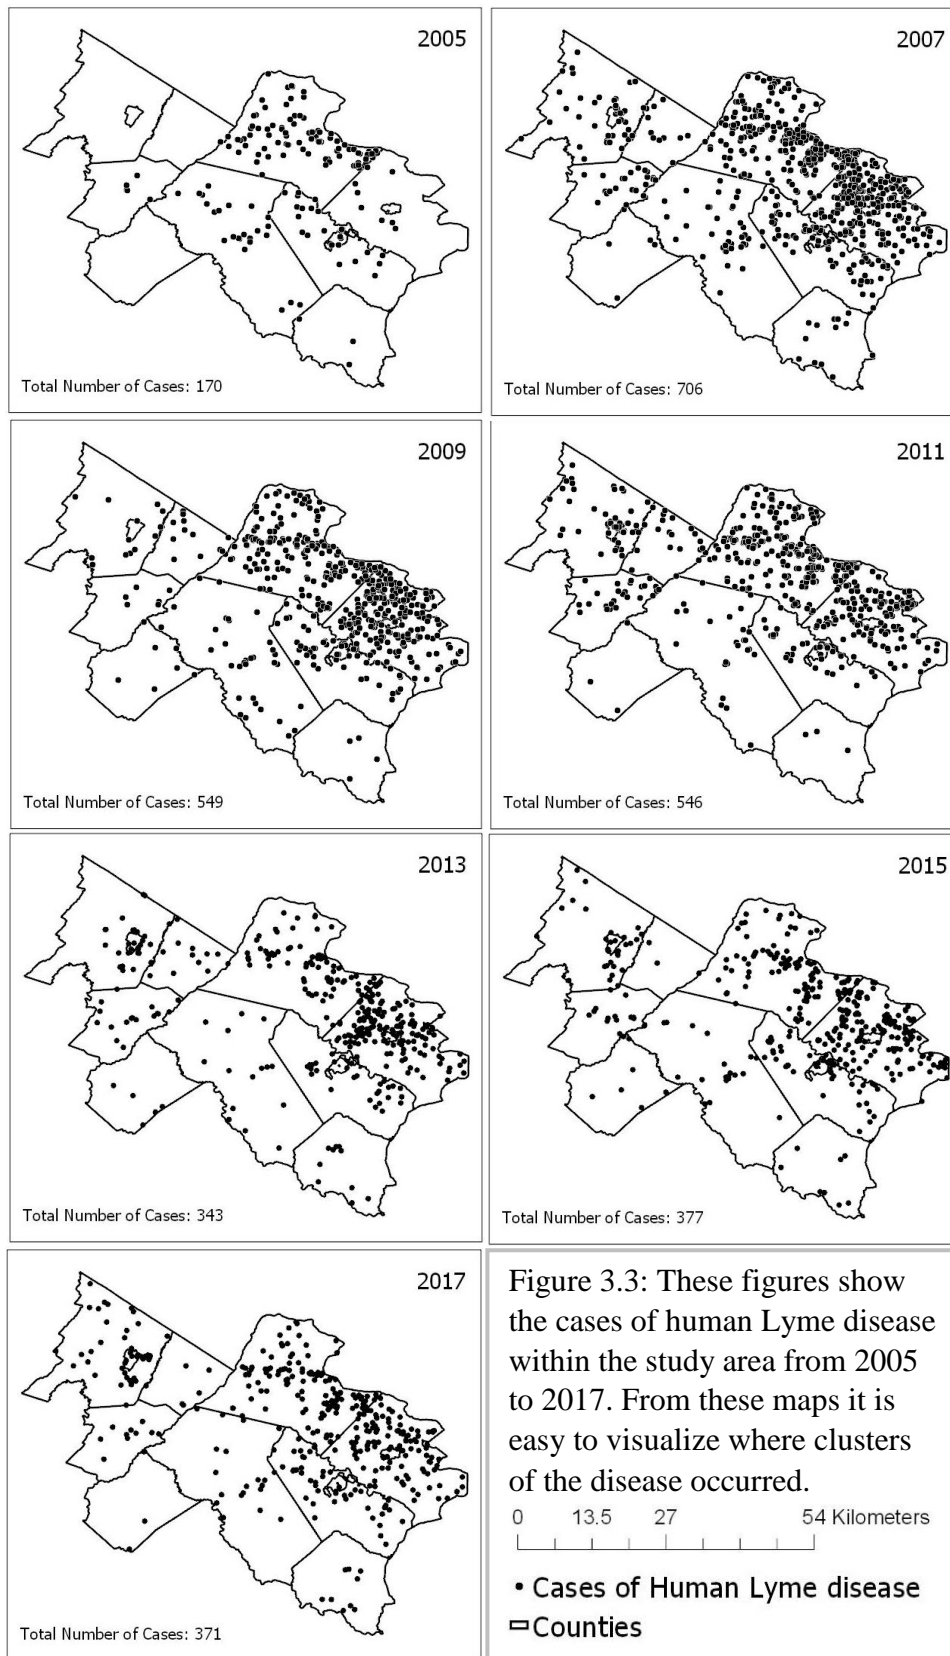 2005
Total Number of Cases: 170
2007
Total Number of Cases: 706
2009
Total Number of Cases: 549
2011
Total Number of Cases: 546
2013
Total Number of Cases: 343
2015
Total Number of Cases: 377
2017
Total Number of Cases: 371
Figure 3.3: These figures show
the cases of human Lyme disease
within the study area from 2005
to 2017. From these maps it is
easy to visualize where clusters
of the disease occurred.
0 13.5 27 54 Kilometers
Cases of Human Lyme disease
Counties